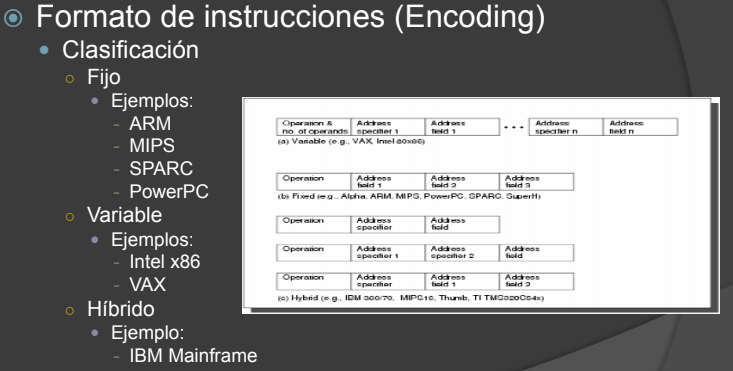 Formato de instrucciones (Encoding)
Clasificación
Fijo
Ejemplos:
- ARM
- MIPS
- SPARC
- PowerPC
Variable
Ejemplos:
- Intel x86
- VAX
Híbrido
Ejemplo:
- IBM Mainframe
Operation & no. of operands | Address specifier 1 | Address field 1 | ••• | Address specifier n | Address field n
(a) Variable (e.g., VAX, Intel 80x86)
Operation | Address field 1 | Address field 2 | Address field 3
(b) Fixed (e.g., Alpha, ARM, MIPS, PowerPC, SPARC, SuperH)
Operation | Address specifier | Address field
Operation | Address specifier 1 | Address specifier 2 | Address field
Operation | Address specifier | Address field 1 | Address field 2
(c) Hybrid (e.g., IBM 360/70, MIPS16, Thumb, TI TMS320C54x)